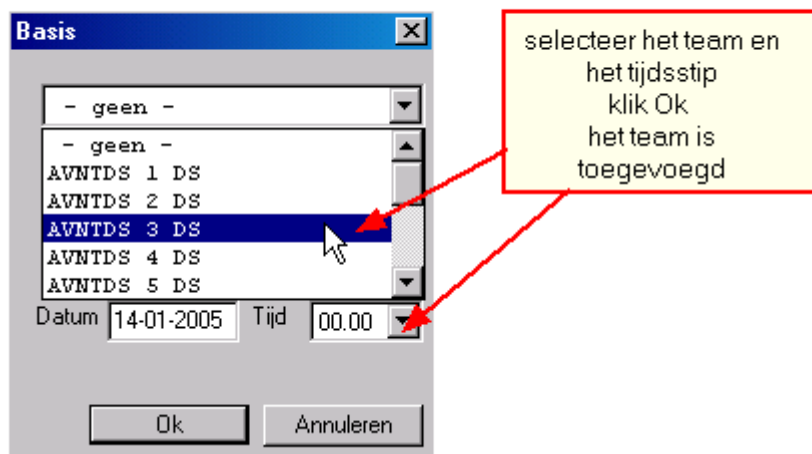 Basis
- geen -
- geen -
AVNTDS 1 DS
AVNTDS 2 DS
AVNTDS 3 DS
AVNTDS 4 DS
AVNTDS 5 DS
Datum 14-01-2005 Tijd 00.00
Ok Annuleren
selecteer het team en
het tijdsstip
klik Ok
het team is
toegevoegd